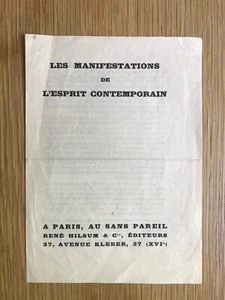 LES MANIFESTATIONS
DE
L'ESPRIT CONTEMPORAIN
A PARIS, AU SANS PAREIL
RENÉ HILSUM & Cie, ÉDITEURS
37, AVENUE KLEBER, 37 (XVIe)